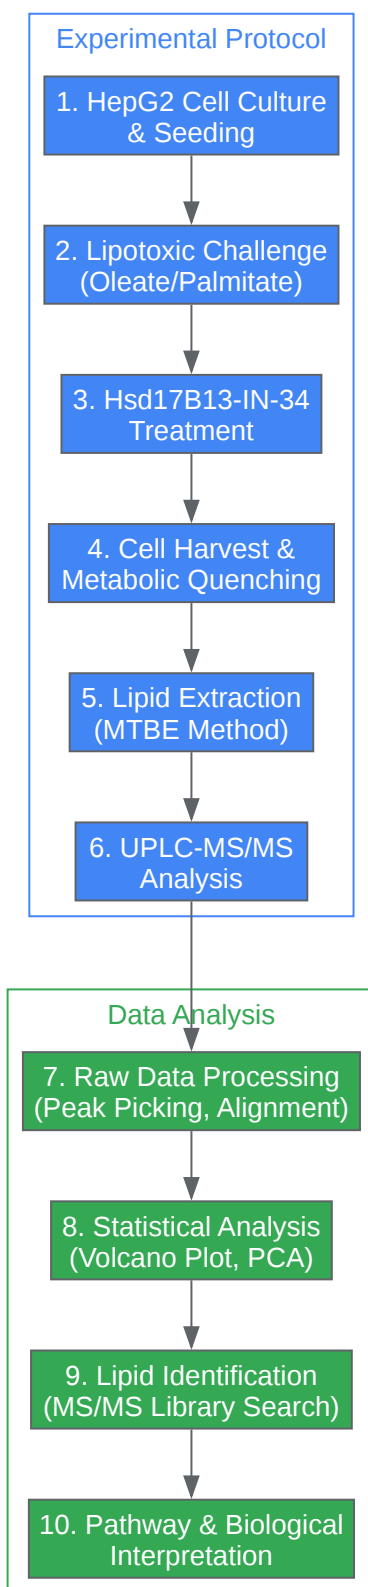 Experimental Protocol
1. HepG2 Cell Culture
& Seeding
2. Lipotoxic Challenge
(Oleate/Palmitate)
3. Hsd17B13-IN-34
Treatment
4. Cell Harvest &
Metabolic Quenching
5. Lipid Extraction
(MTBE Method)
6. UPLC-MS/MS
Analysis
Data Analysis
7. Raw Data Processing
(Peak Picking, Alignment)
8. Statistical Analysis
(Volcano Plot, PCA)
9. Lipid Identification
(MS/MS Library Search)
10. Pathway & Biological
Interpretation